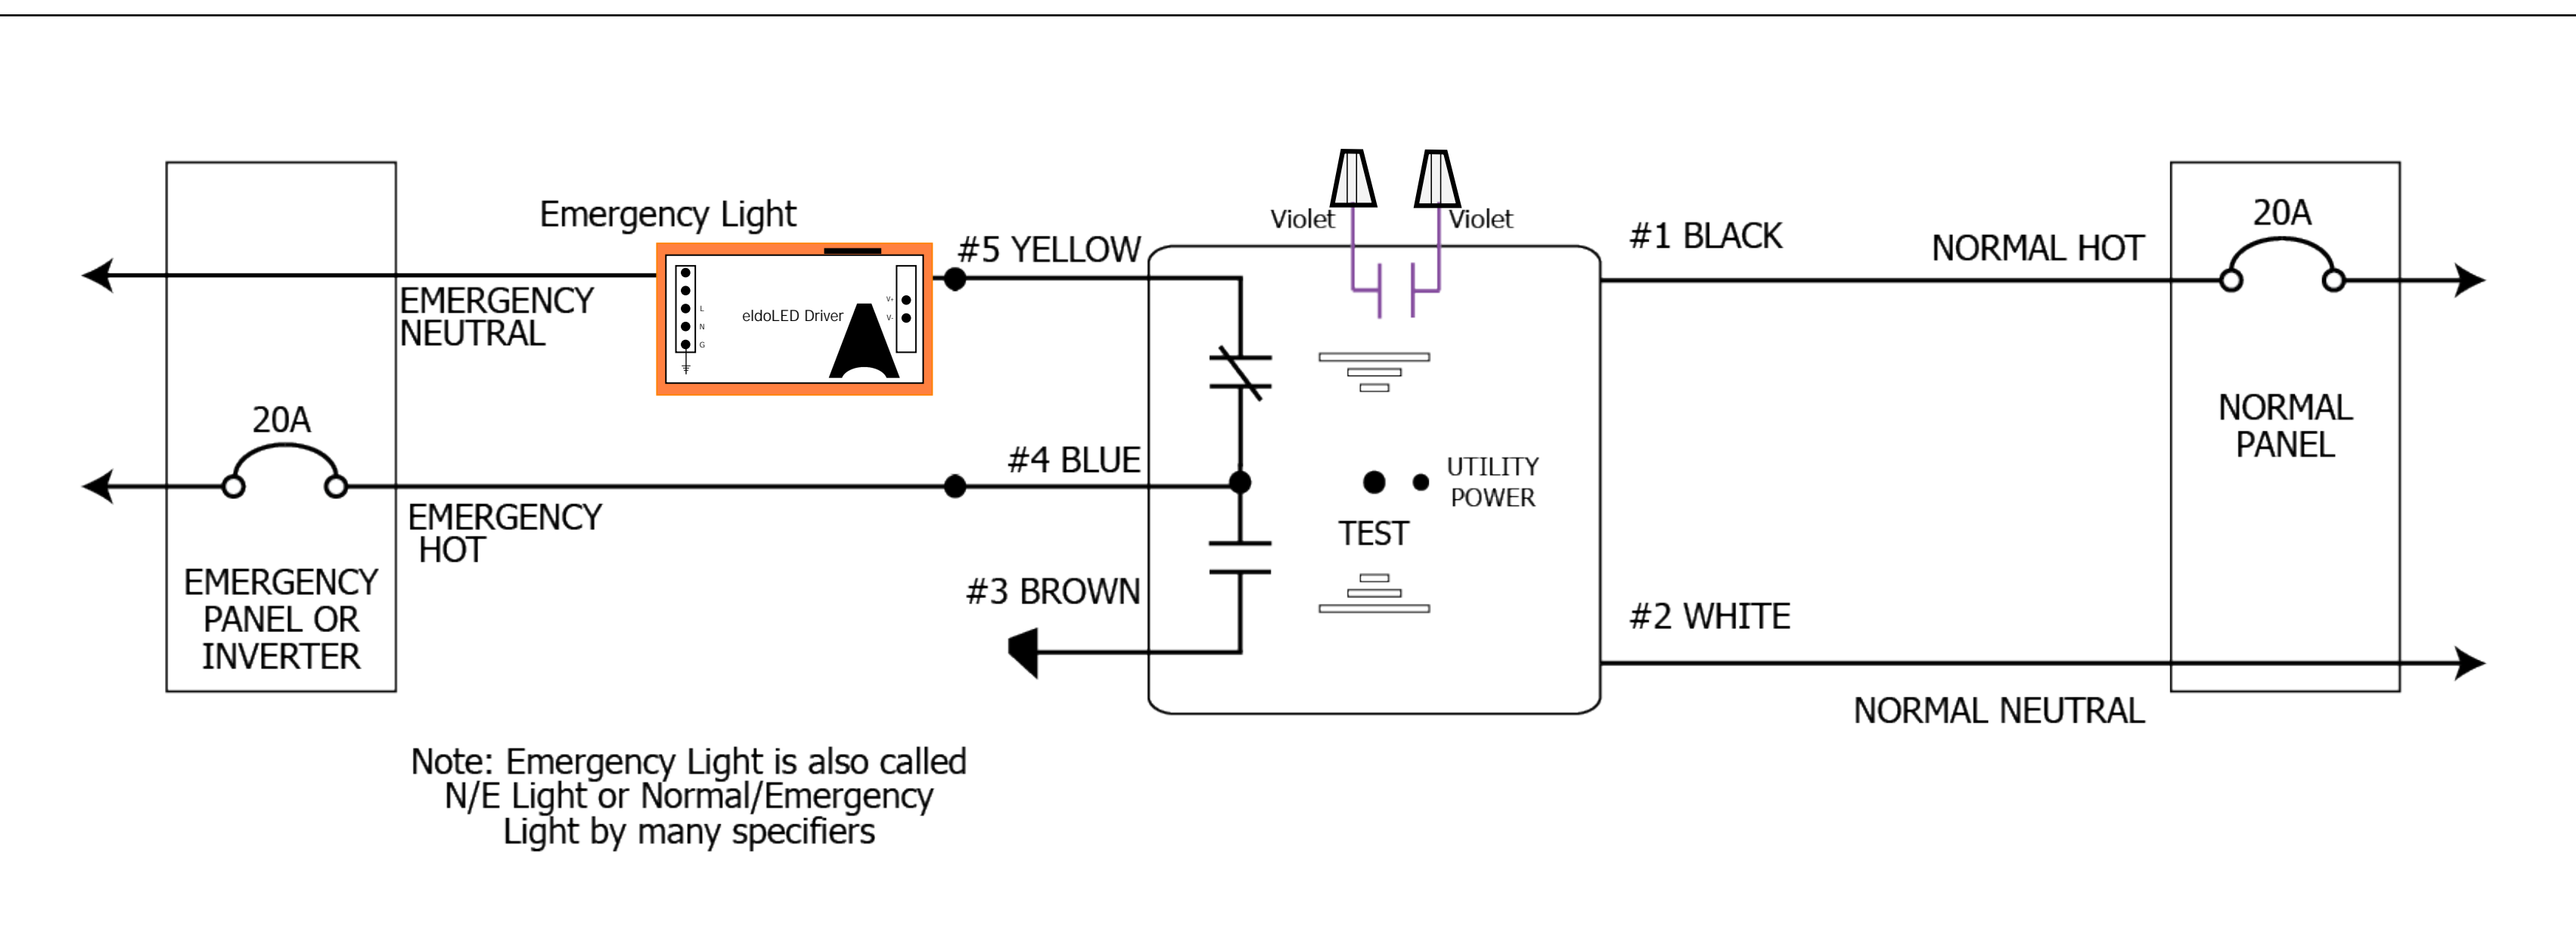 Emergency Light
EMERGENCY
NEUTRAL
20A
EMERGENCY
HOT
EMERGENCY
PANEL OR
INVERTER
eldoLED Driver
L
N
G
V+
V-
#5 YELLOW
#4 BLUE
#3 BROWN
Violet
Violet
TEST
UTILITY
POWER
#1 BLACK
NORMAL HOT
#2 WHITE
NORMAL NEUTRAL
20A
NORMAL
PANEL
Note: Emergency Light is also called
N/E Light or Normal/Emergency
Light by many specifiers